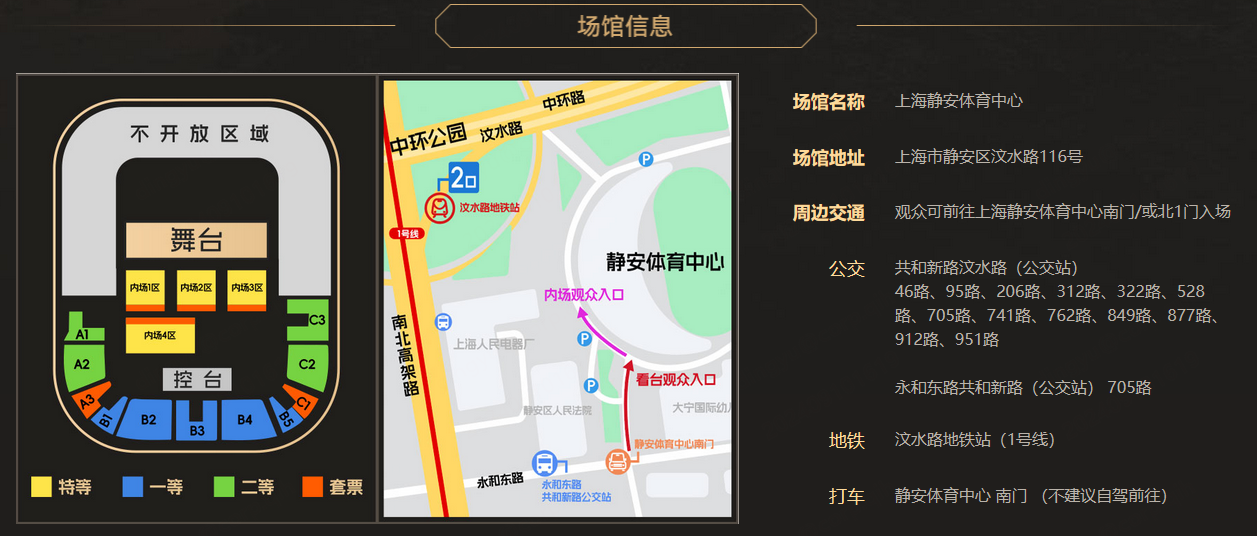 场馆信息
不开放区域
舞台
内场1区
内场2区
内场3区
内场4区
控台
A1
A2
A3
B1
B2
B3
B4
B5
C1
C2
C3
特等
一等
二等
套票
中环路
中环公园
汶水路
P
2口
汶水路地铁站
1号线
静安体育中心
内场观众入口
南北高架路
上海人民电器厂
P
看台观众入口
P
静安区人民法院
大宁国际幼儿
静安体育中心南门
永和东路
永和东路
共和新路公交站
场馆名称 上海静安体育中心
场馆地址 上海市静安区汶水路116号
周边交通 观众可前往上海静安体育中心南门/或北1门入场
公交 共和新路汶水路（公交站）
46路、95路、206路、312路、322路、528
路、705路、741路、762路、849路、877路、
912路、951路
永和东路共和新路（公交站） 705路
地铁 汶水路地铁站（1号线）
打车 静安体育中心 南门 （不建议自驾前往）